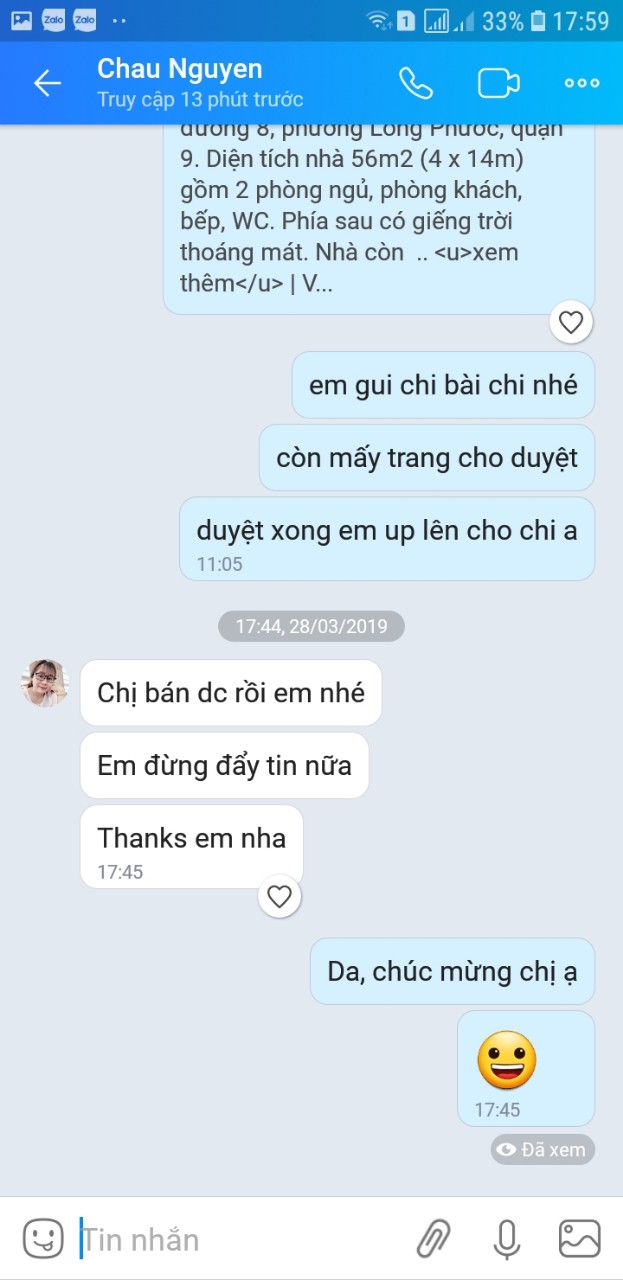 Zalo Zalo 1 33% 17:59
Chau Nguyen
Truy cập 13 phút trước
đường 8, phường Long Phước, quận
9. Diện tích nhà 56m2 (4 x 14m)
gồm 2 phòng ngủ, phòng khách,
bếp, WC. Phía sau có giếng trời
thoáng mát. Nhà còn .. <u>xem
thêm</u> | V...
em gui chi bài chi nhé
còn mấy trang cho duyệt
duyệt xong em up lên cho chi a
11:05
17:44, 28/03/2019
Chị bán dc rồi em nhé
Em đừng đẩy tin nữa
Thanks em nha
17:45
Da, chúc mừng chị ạ
17:45
Đã xem
Tin nhắn